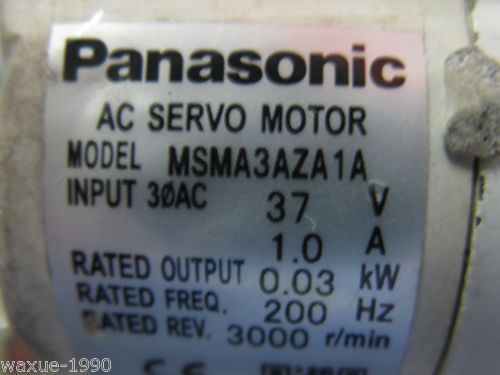 Panasonic
AC SERVO MOTOR
MODEL MSMA3AZA1A
INPUT 3ØAC 37 V
1.0 A
RATED OUTPUT 0.03 kW
RATED FREQ. 200 Hz
RATED REV. 3000 r/min
CE
waxue-1990